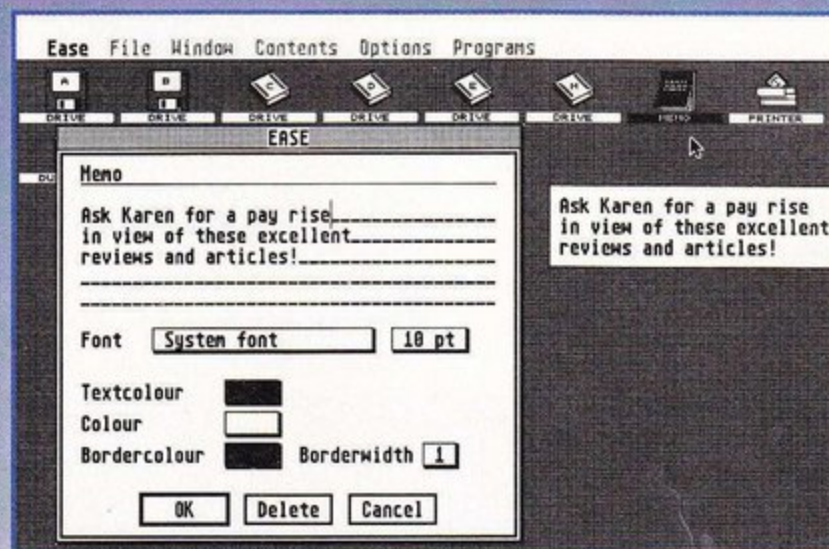 Ease File Window Contents Options Programs
A B C D E H G
DRIVE DRIVE DRIVE DRIVE DRIVE DRIVE MEMO PRINTER
EASE
DU
Memo
Ask Karen for a pay rise
in view of these excellent
reviews and articles!
Font System font 10 pt
Textcolour
Colour
Bordercolour Borderwidth 1
OK Delete Cancel
Ask Karen for a pay rise
in view of these excellent
reviews and articles!